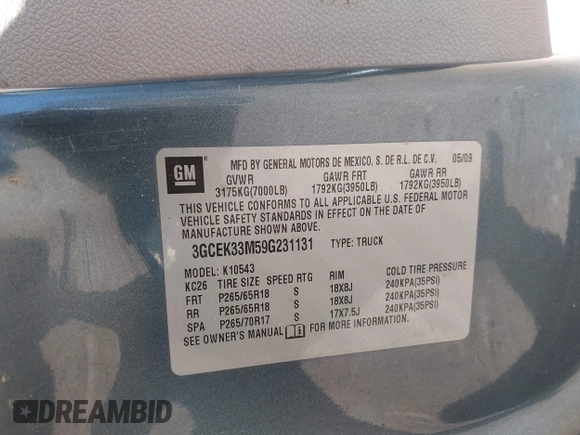 GM
MFD BY GENERAL MOTORS DE MEXICO, S. DE R.L. DE C.V. 05/09
GVWR GAWR FRT GAWR RR
3175KG(7000LB) 1792KG(3950LB) 1792KG(3950LB)
THIS VEHICLE CONFORMS TO ALL APPLICABLE U.S. FEDERAL MOTOR
VEHICLE SAFETY STANDARDS IN EFFECT ON THE DATE OF
MANUFACTURE SHOWN ABOVE.
3GCEK33M59G231131 TYPE: TRUCK
MODEL: K10543
KC26 TIRE SIZE SPEED RTG RIM COLD TIRE PRESSURE
FRT P265/65R18 S 18X8J 240KPA(35PSI)
RR P265/65R18 S 18X8J 240KPA(35PSI)
SPA P265/70R17 S 17X7.5J 240KPA(35PSI)
SEE OWNER'S MANUAL FOR MORE INFORMATION.
DREAMBID